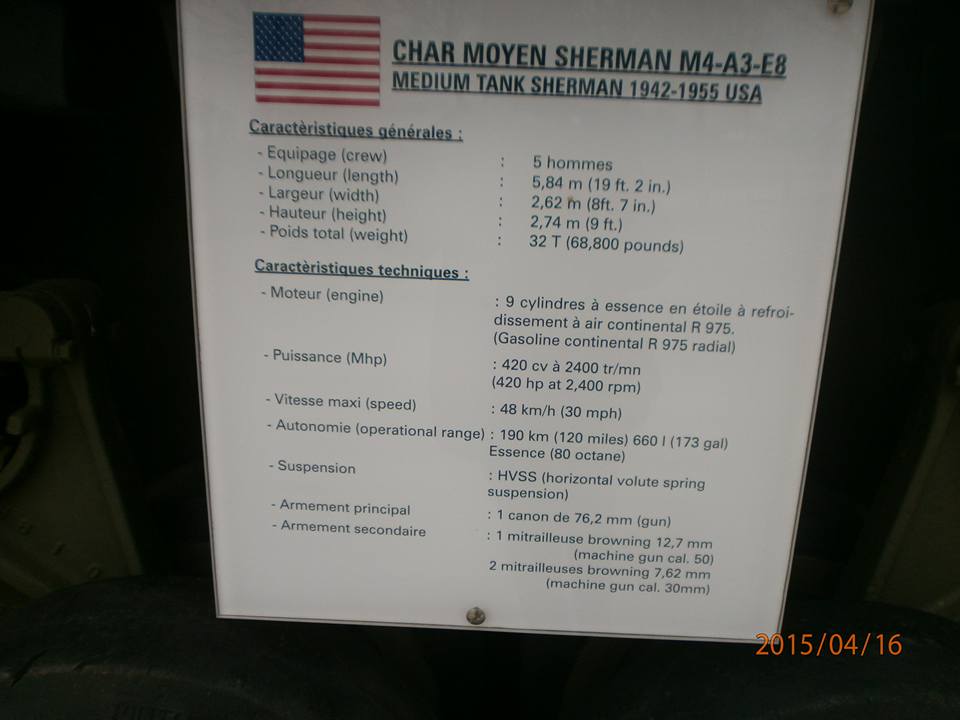 CHAR MOYEN SHERMAN M4-A3-E8
MEDIUM TANK SHERMAN 1942-1955 USA
Caractèristiques générales :
- Equipage (crew) : 5 hommes
- Longueur (length) : 5,84 m (19 ft. 2 in.)
- Largeur (width) : 2,62 m (8ft. 7 in.)
- Hauteur (height) : 2,74 m (9 ft.)
- Poids total (weight) : 32 T (68,800 pounds)
Caractèristiques techniques :
- Moteur (engine) : 9 cylindres à essence en étoile à refroi-
dissement à air continental R 975.
(Gasoline continental R 975 radial)
- Puissance (Mhp) : 420 cv à 2400 tr/mn
(420 hp at 2,400 rpm)
- Vitesse maxi (speed) : 48 km/h (30 mph)
- Autonomie (operational range) : 190 km (120 miles) 660 l (173 gal)
Essence (80 octane)
- Suspension : HVSS (horizontal volute spring
suspension)
- Armement principal : 1 canon de 76,2 mm (gun)
- Armement secondaire : 1 mitrailleuse browning 12,7 mm
(machine gun cal. 50)
2 mitrailleuses browning 7,62 mm
(machine gun cal. 30mm)
2015/04/16